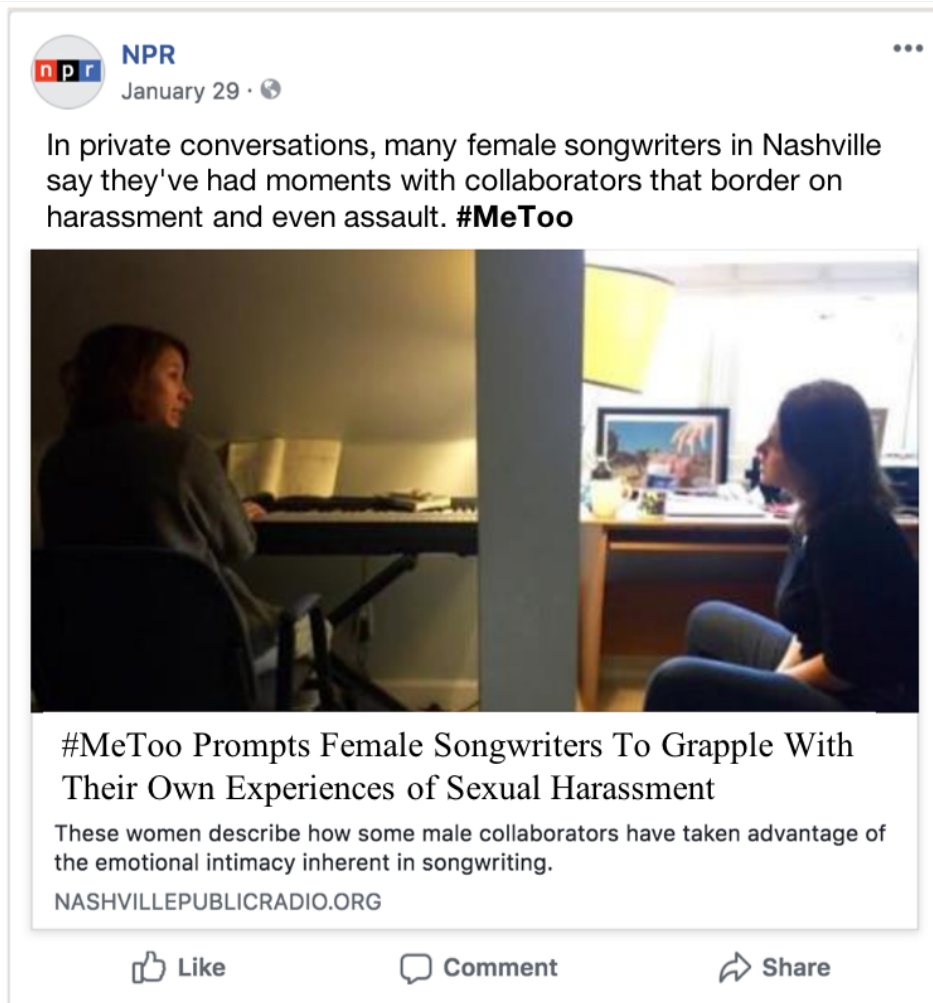 npr
NPR
January 29 ·
In private conversations, many female songwriters in Nashville
say they've had moments with collaborators that border on
harassment and even assault. #MeToo
#MeToo Prompts Female Songwriters To Grapple With
Their Own Experiences of Sexual Harassment
These women describe how some male collaborators have taken advantage of
the emotional intimacy inherent in songwriting.
NASHVILLEPUBLICRADIO.ORG
Like Comment Share